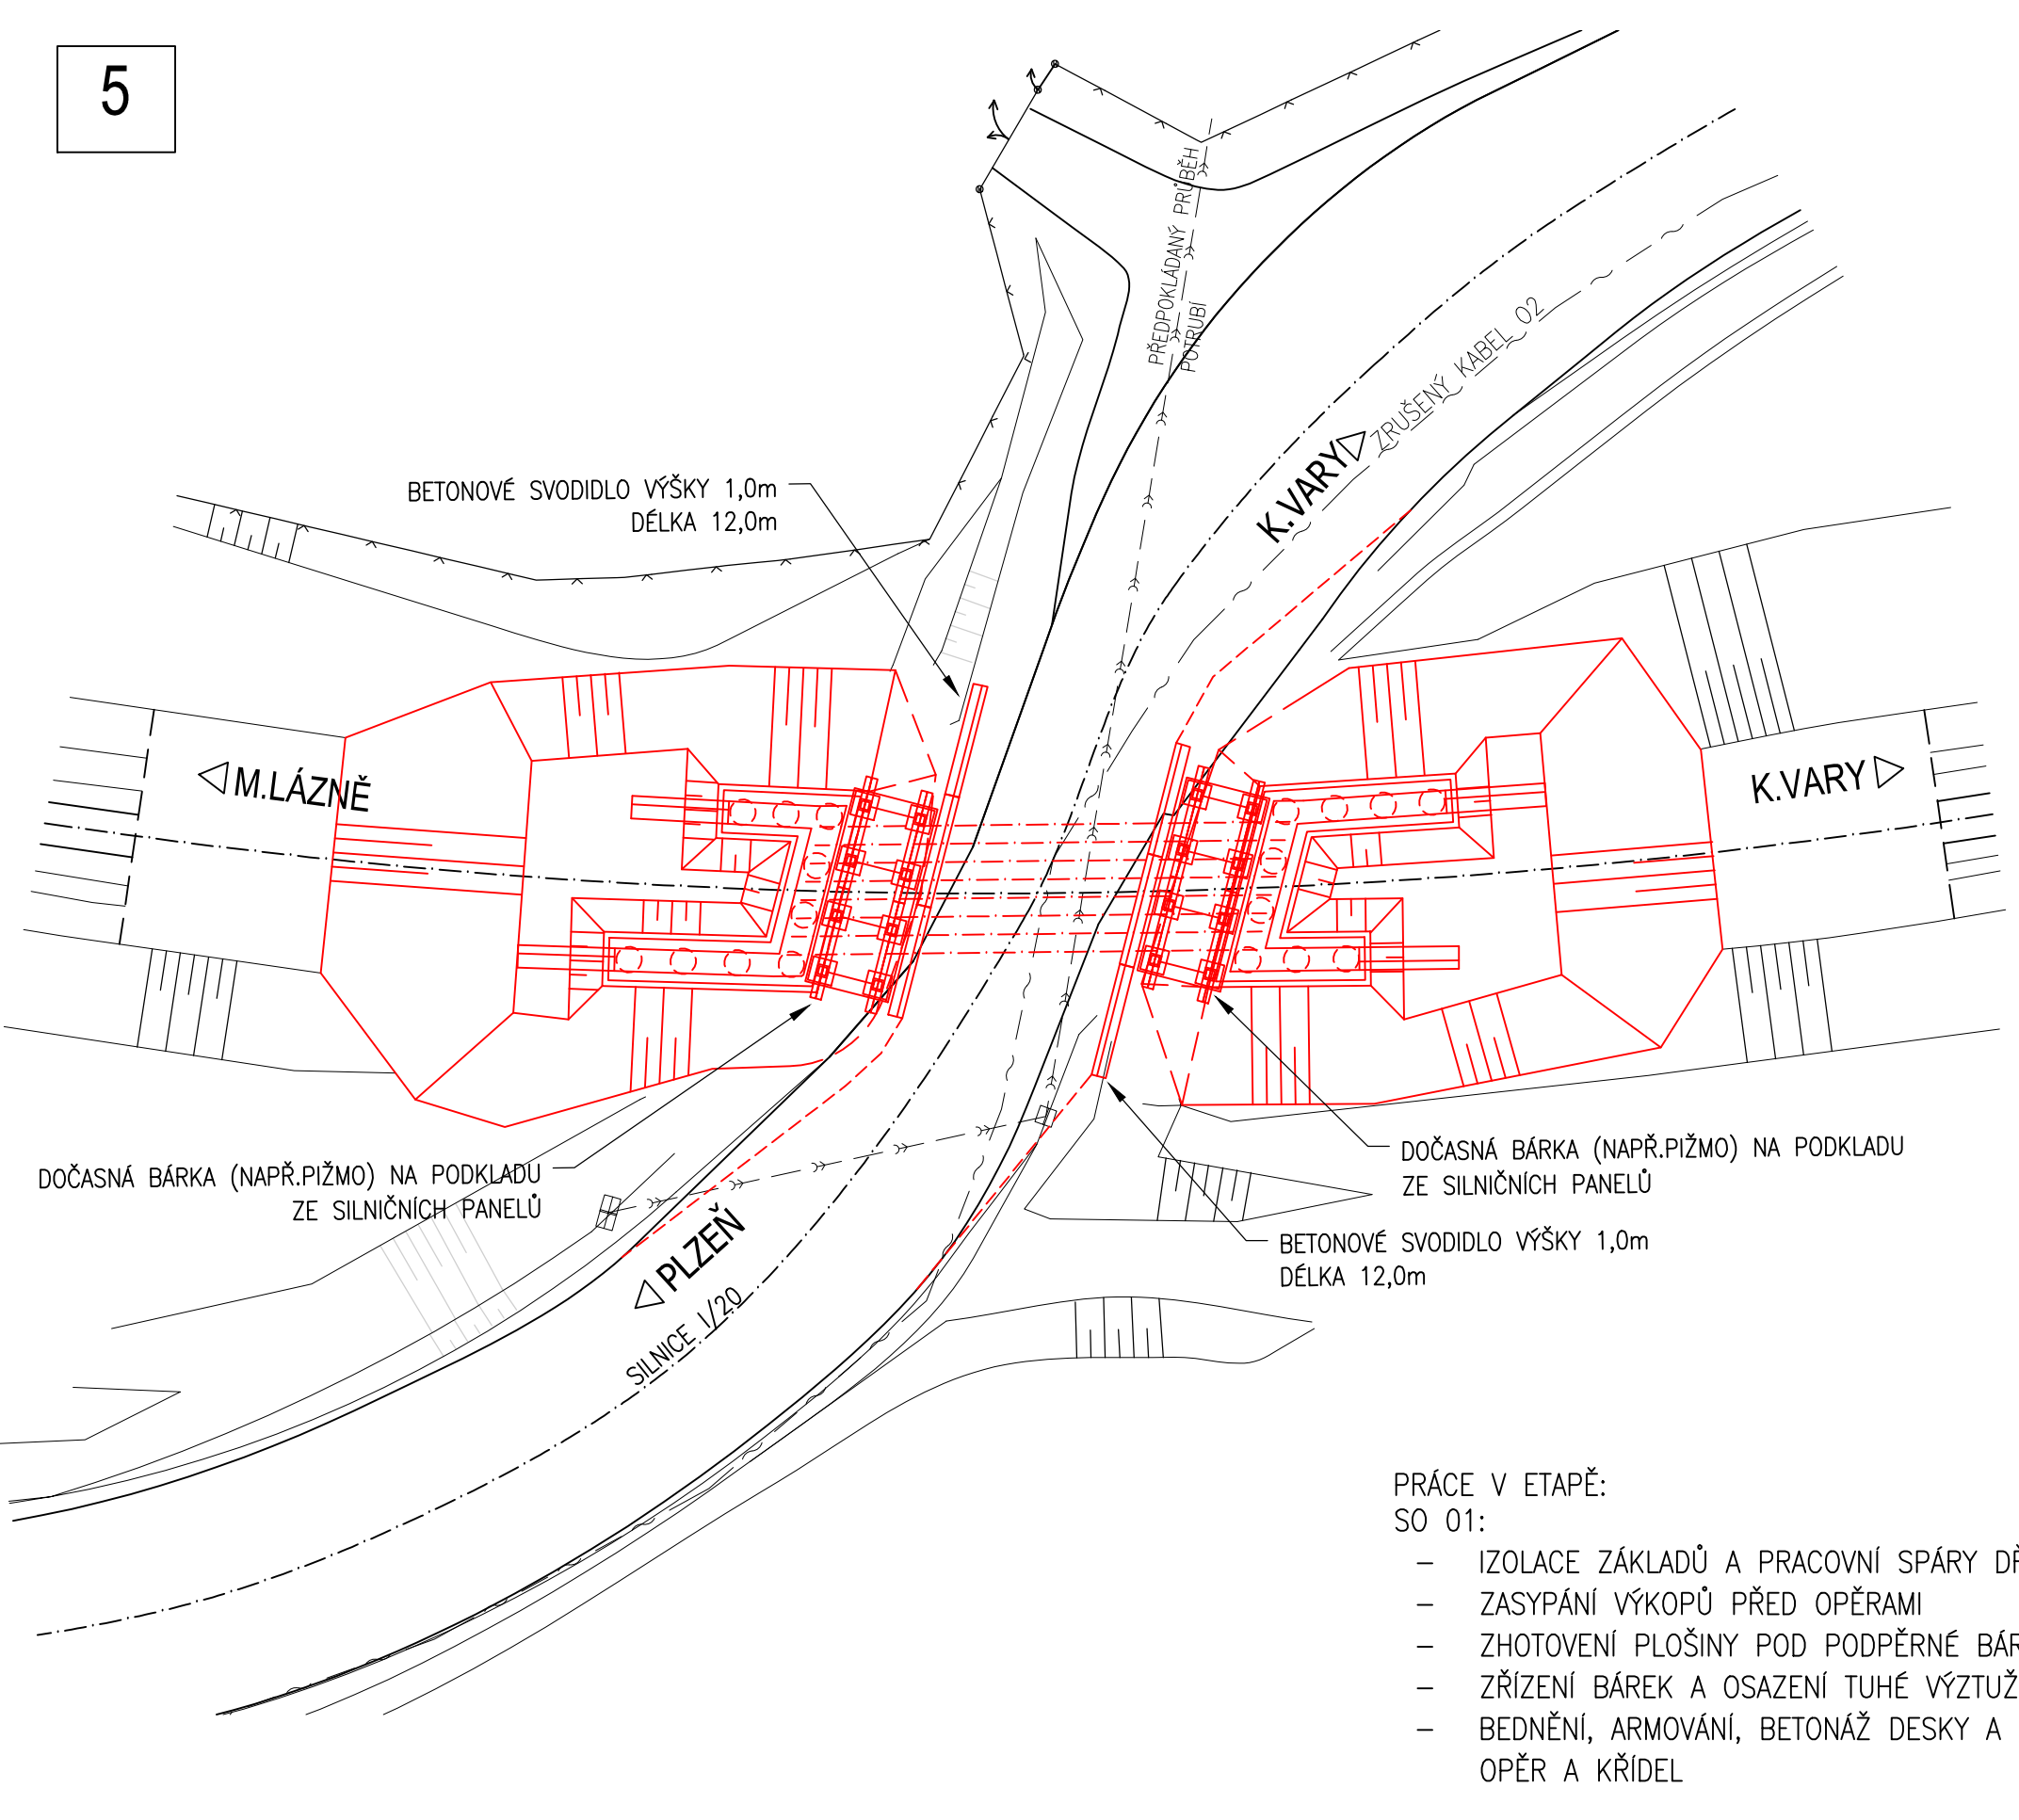 5
PŘEDPOKLÁDANÝ PRŮBĚH
POTRUBÍ
ZRUŠENÝ KABEL O2
K.VARY
BETONOVÉ SVODIDLO VÝŠKY 1,0m
DÉLKA 12,0m
M.LÁZNĚ
K.VARY
DOČASNÁ BÁRKA (NAPŘ.PIŽMO) NA PODKLADU
ZE SILNIČNÍCH PANELŮ
DOČASNÁ BÁRKA (NAPŘ.PIŽMO) NA PODKLADU
ZE SILNIČNÍCH PANELŮ
PLZEŇ
SILNICE I/20
BETONOVÉ SVODIDLO VÝŠKY 1,0m
DÉLKA 12,0m
PRÁCE V ETAPĚ:
SO 01:
– IZOLACE ZÁKLADŮ A PRACOVNÍ SPÁRY
– ZASYPÁNÍ VÝKOPŮ PŘED OPĚRAMI
– ZHOTOVENÍ PLOŠINY POD PODPĚRNÉ
– ZŘÍZENÍ BÁREK A OSAZENÍ TUHÉ
– BEDNĚNÍ, ARMOVÁNÍ, BETONÁŽ DESKY A
OPĚR A KŘÍDEL